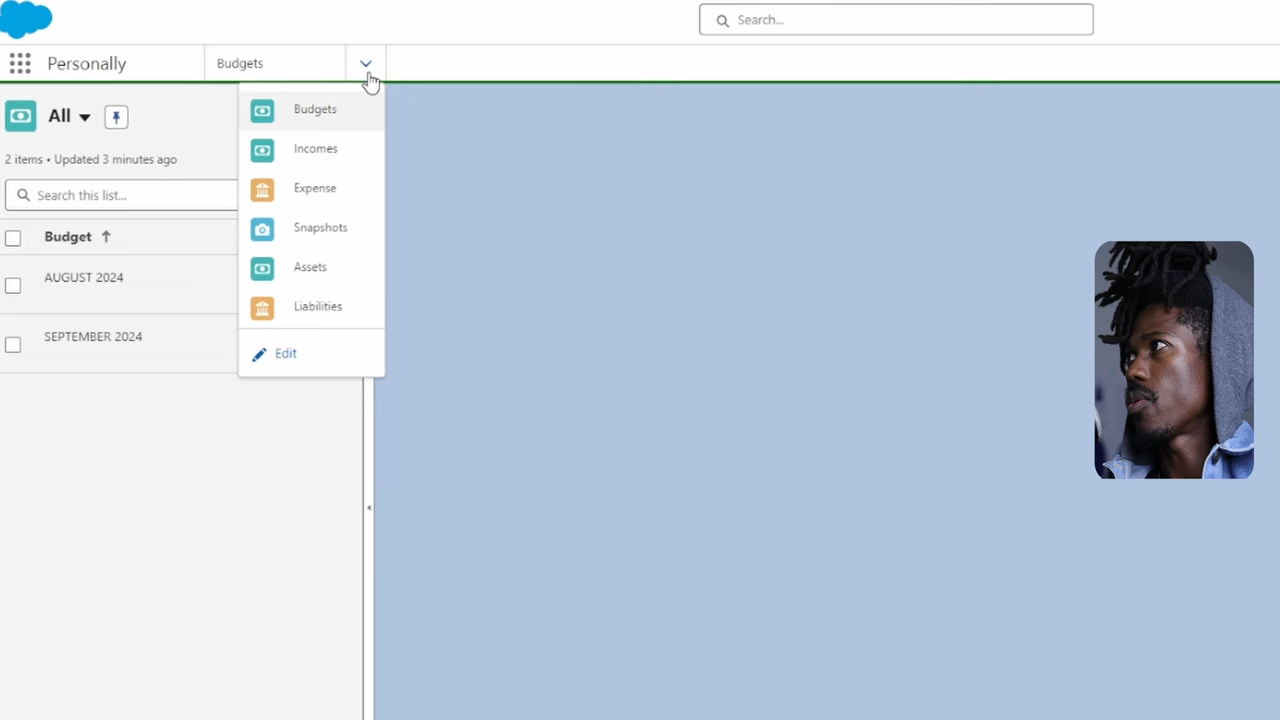 Search...
Personally
Budgets
All
2 items • Updated 3 minutes ago
Search this list...
Budget
AUGUST 2024
SEPTEMBER 2024
Budgets
Incomes
Expense
Snapshots
Assets
Liabilities
Edit